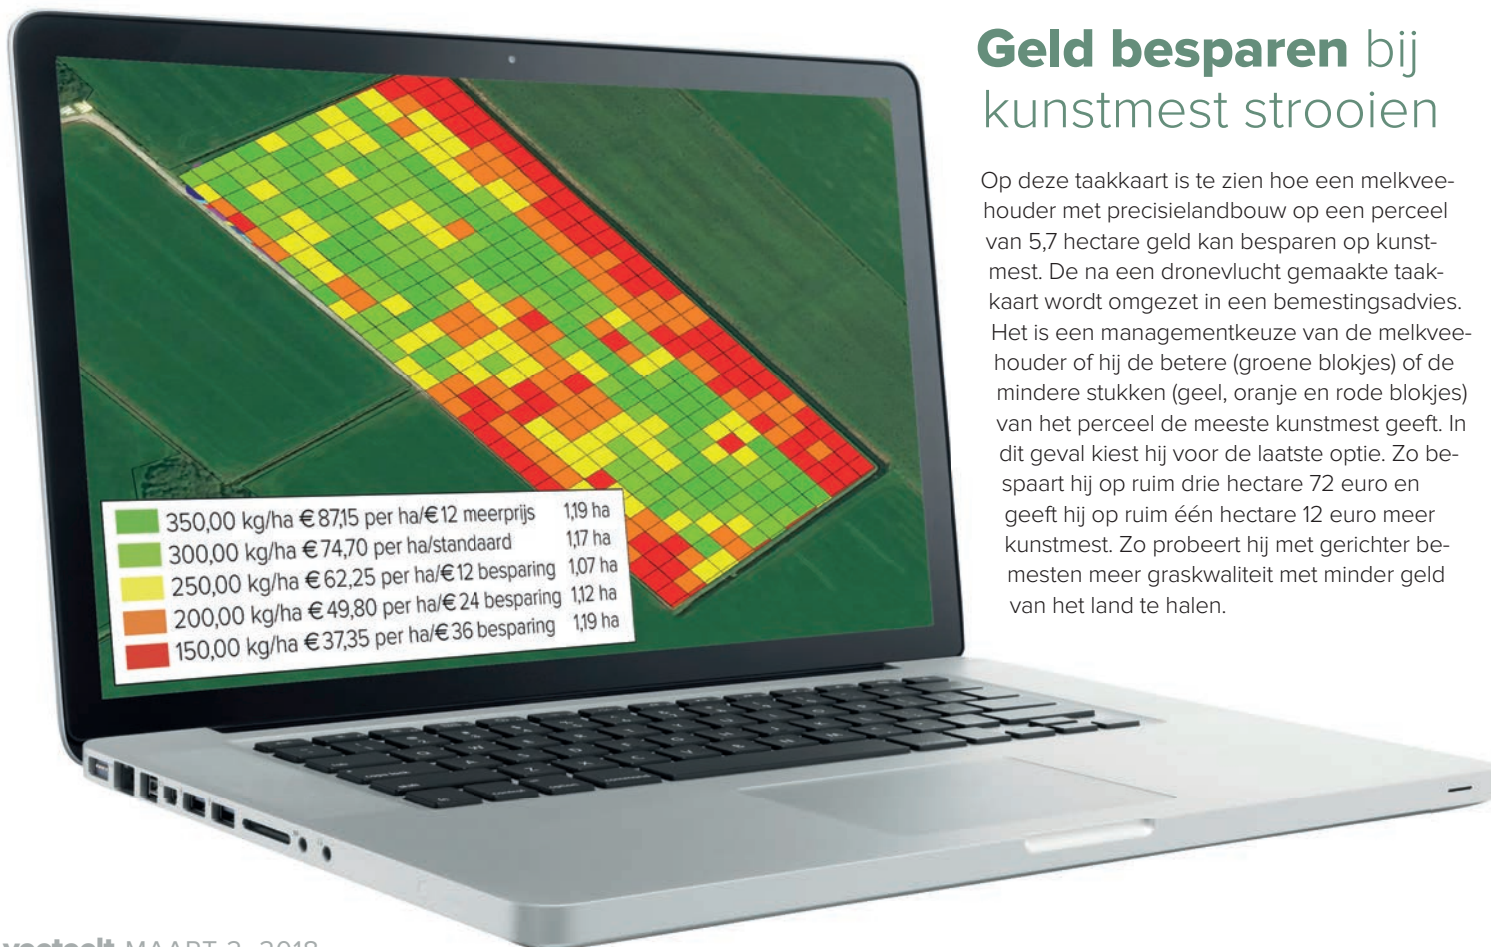 Geld besparen bij
kunstmest strooien
Op deze taakkaart is te zien hoe een melkvee-
houder met precisielandbouw op een perceel
van 5,7 hectare geld kan besparen op kunst-
mest. De na een dronevlucht gemaakte taak-
kaart wordt omgezet in een bemestingsadvies.
Het is een managementkeuze van de melkvee-
houder of hij de betere (groene blokjes) of de
mindere stukken (geel, oranje en rode blokjes)
van het perceel de meeste kunstmest geeft. In
dit geval kiest hij voor de laatste optie. Zo be-
spaart hij op ruim drie hectare 72 euro en
geeft hij op ruim één hectare 12 euro meer
kunstmest. Zo probeert hij met gerichter be-
mesten meer graskwaliteit met minder geld
van het land te halen.
350,00 kg/ha € 87,15 per ha/€ 12 meerprijs 1,19 ha
300,00 kg/ha € 74,70 per ha/standaard 1,17 ha
250,00 kg/ha € 62,25 per ha/€ 12 besparing 1,07 ha
200,00 kg/ha € 49,80 per ha/€ 24 besparing 1,12 ha
150,00 kg/ha € 37,35 per ha/€ 36 besparing 1,19 ha